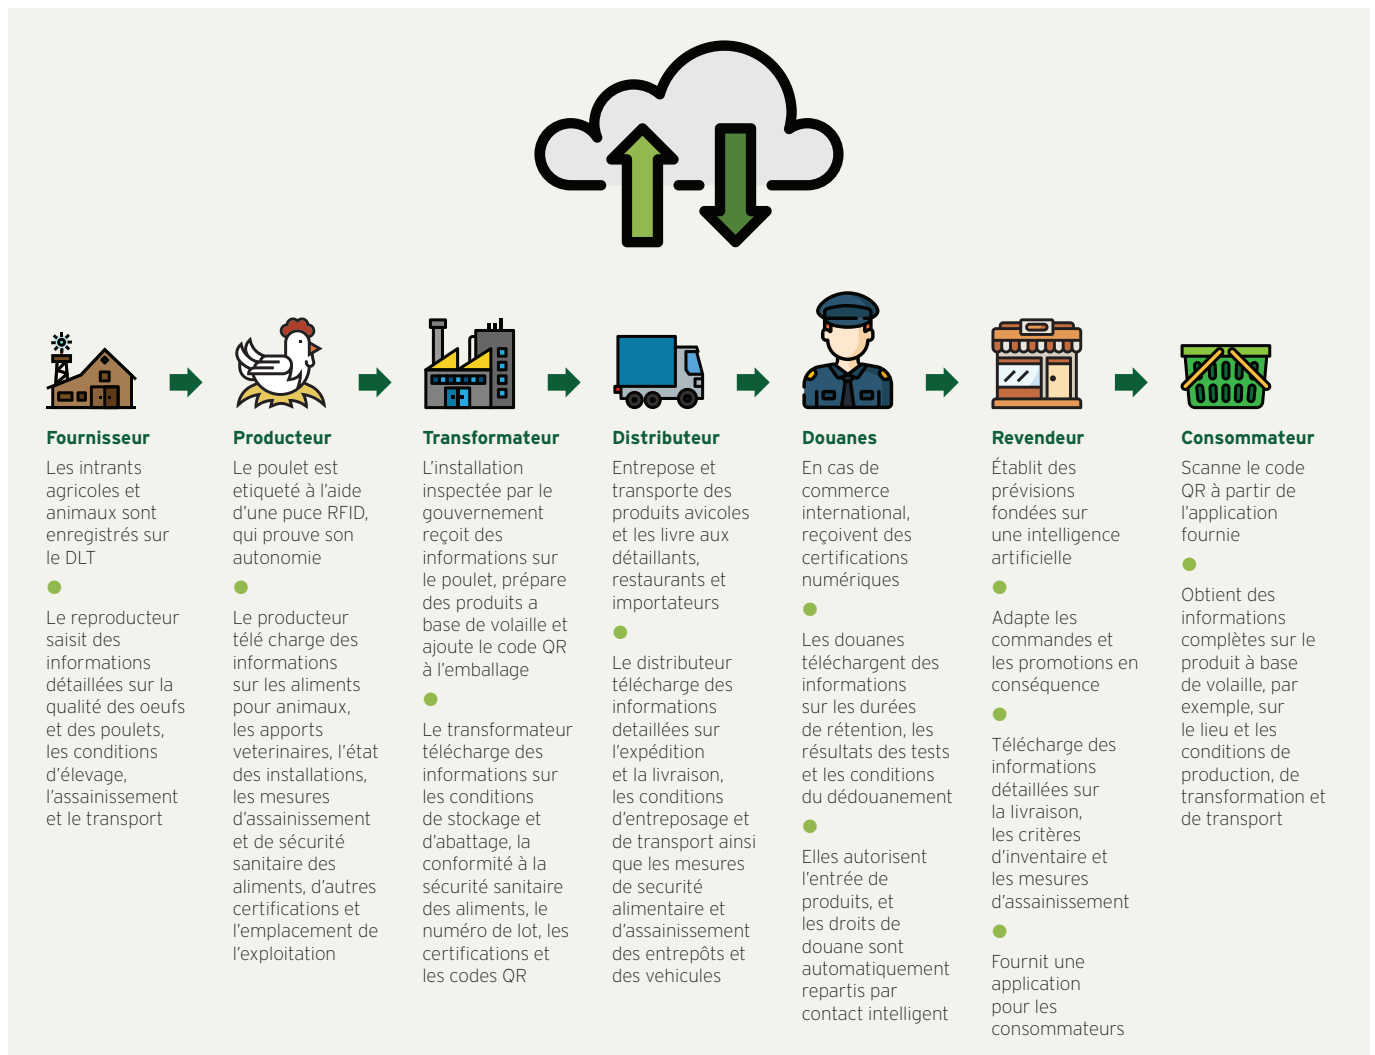 Fournisseur
Les intrants
agricoles et
animaux sont
enregistrés sur
le DLT
Le reproducteur
saisit des
informations
détaillées sur la
qualité des oeufs
et des poulets,
les conditions
d'élevage,
l'assainissement
et le transport
Producteur
Le poulet est
etiqueté à l'aide
d'une puce RFID,
qui prouve son
autonomie
Le producteur
télé charge des
informations
sur les aliments
pour animaux,
les apports
veterinaires, l'état
des installations,
les mesures
d'assainissement
et de sécurité
sanitaire des
aliments, d'autres
certifications et
l'emplacement de
l'exploitation
Transformateur
L'installation
inspectée par le
gouvernement
reçoit des
informations sur
le poulet, prépare
des produits a
base de volaille et
ajoute le code QR
à l'emballage
Le transformateur
télécharge des
informations sur
les conditions
de stockage et
d'abattage, la
conformité à la
sécurité sanitaire
des aliments, le
numéro de lot, les
certifications et
les codes QR
Distributeur
Entrepose et
transporte des
produits avicoles
et les livre aux
détaillants,
restaurants et
importateurs
Le distributeur
télécharge des
informations
detaillées sur
l'expédition
et la livraison,
les conditions
d'entreposage et
de transport ainsi
que les mesures
de securité
alimentaire et
d'assainissement
des entrepôts et
des vehicules
Douanes
En cas de
commerce
international,
reçoivent des
certifications
numériques
Les douanes
téléchargent des
informations
sur les durées
de rétention, les
résultats des tests
et les conditions
du dédouanement
Elles autorisent
l'entrée de
produits, et
les droits de
douane sont
automatiquement
repartis par
contact intelligent
Revendeur
Établit des
prévisions
fondées sur
une intelligence
artificielle
Adapte les
commandes et
les promotions en
conséquence
Télécharge des
informations
détaillées sur
la livraison,
les critères
d'inventaire et
les mesures
d'assainissement
Fournit une
application
pour les
consommateurs
Consommateur
Scanne le code
QR à partir de
l'application
fournie
Obtient des
informations
complètes sur le
produit à base
de volaille, par
exemple, sur
le lieu et les
conditions de
production, de
transformation et
de transport